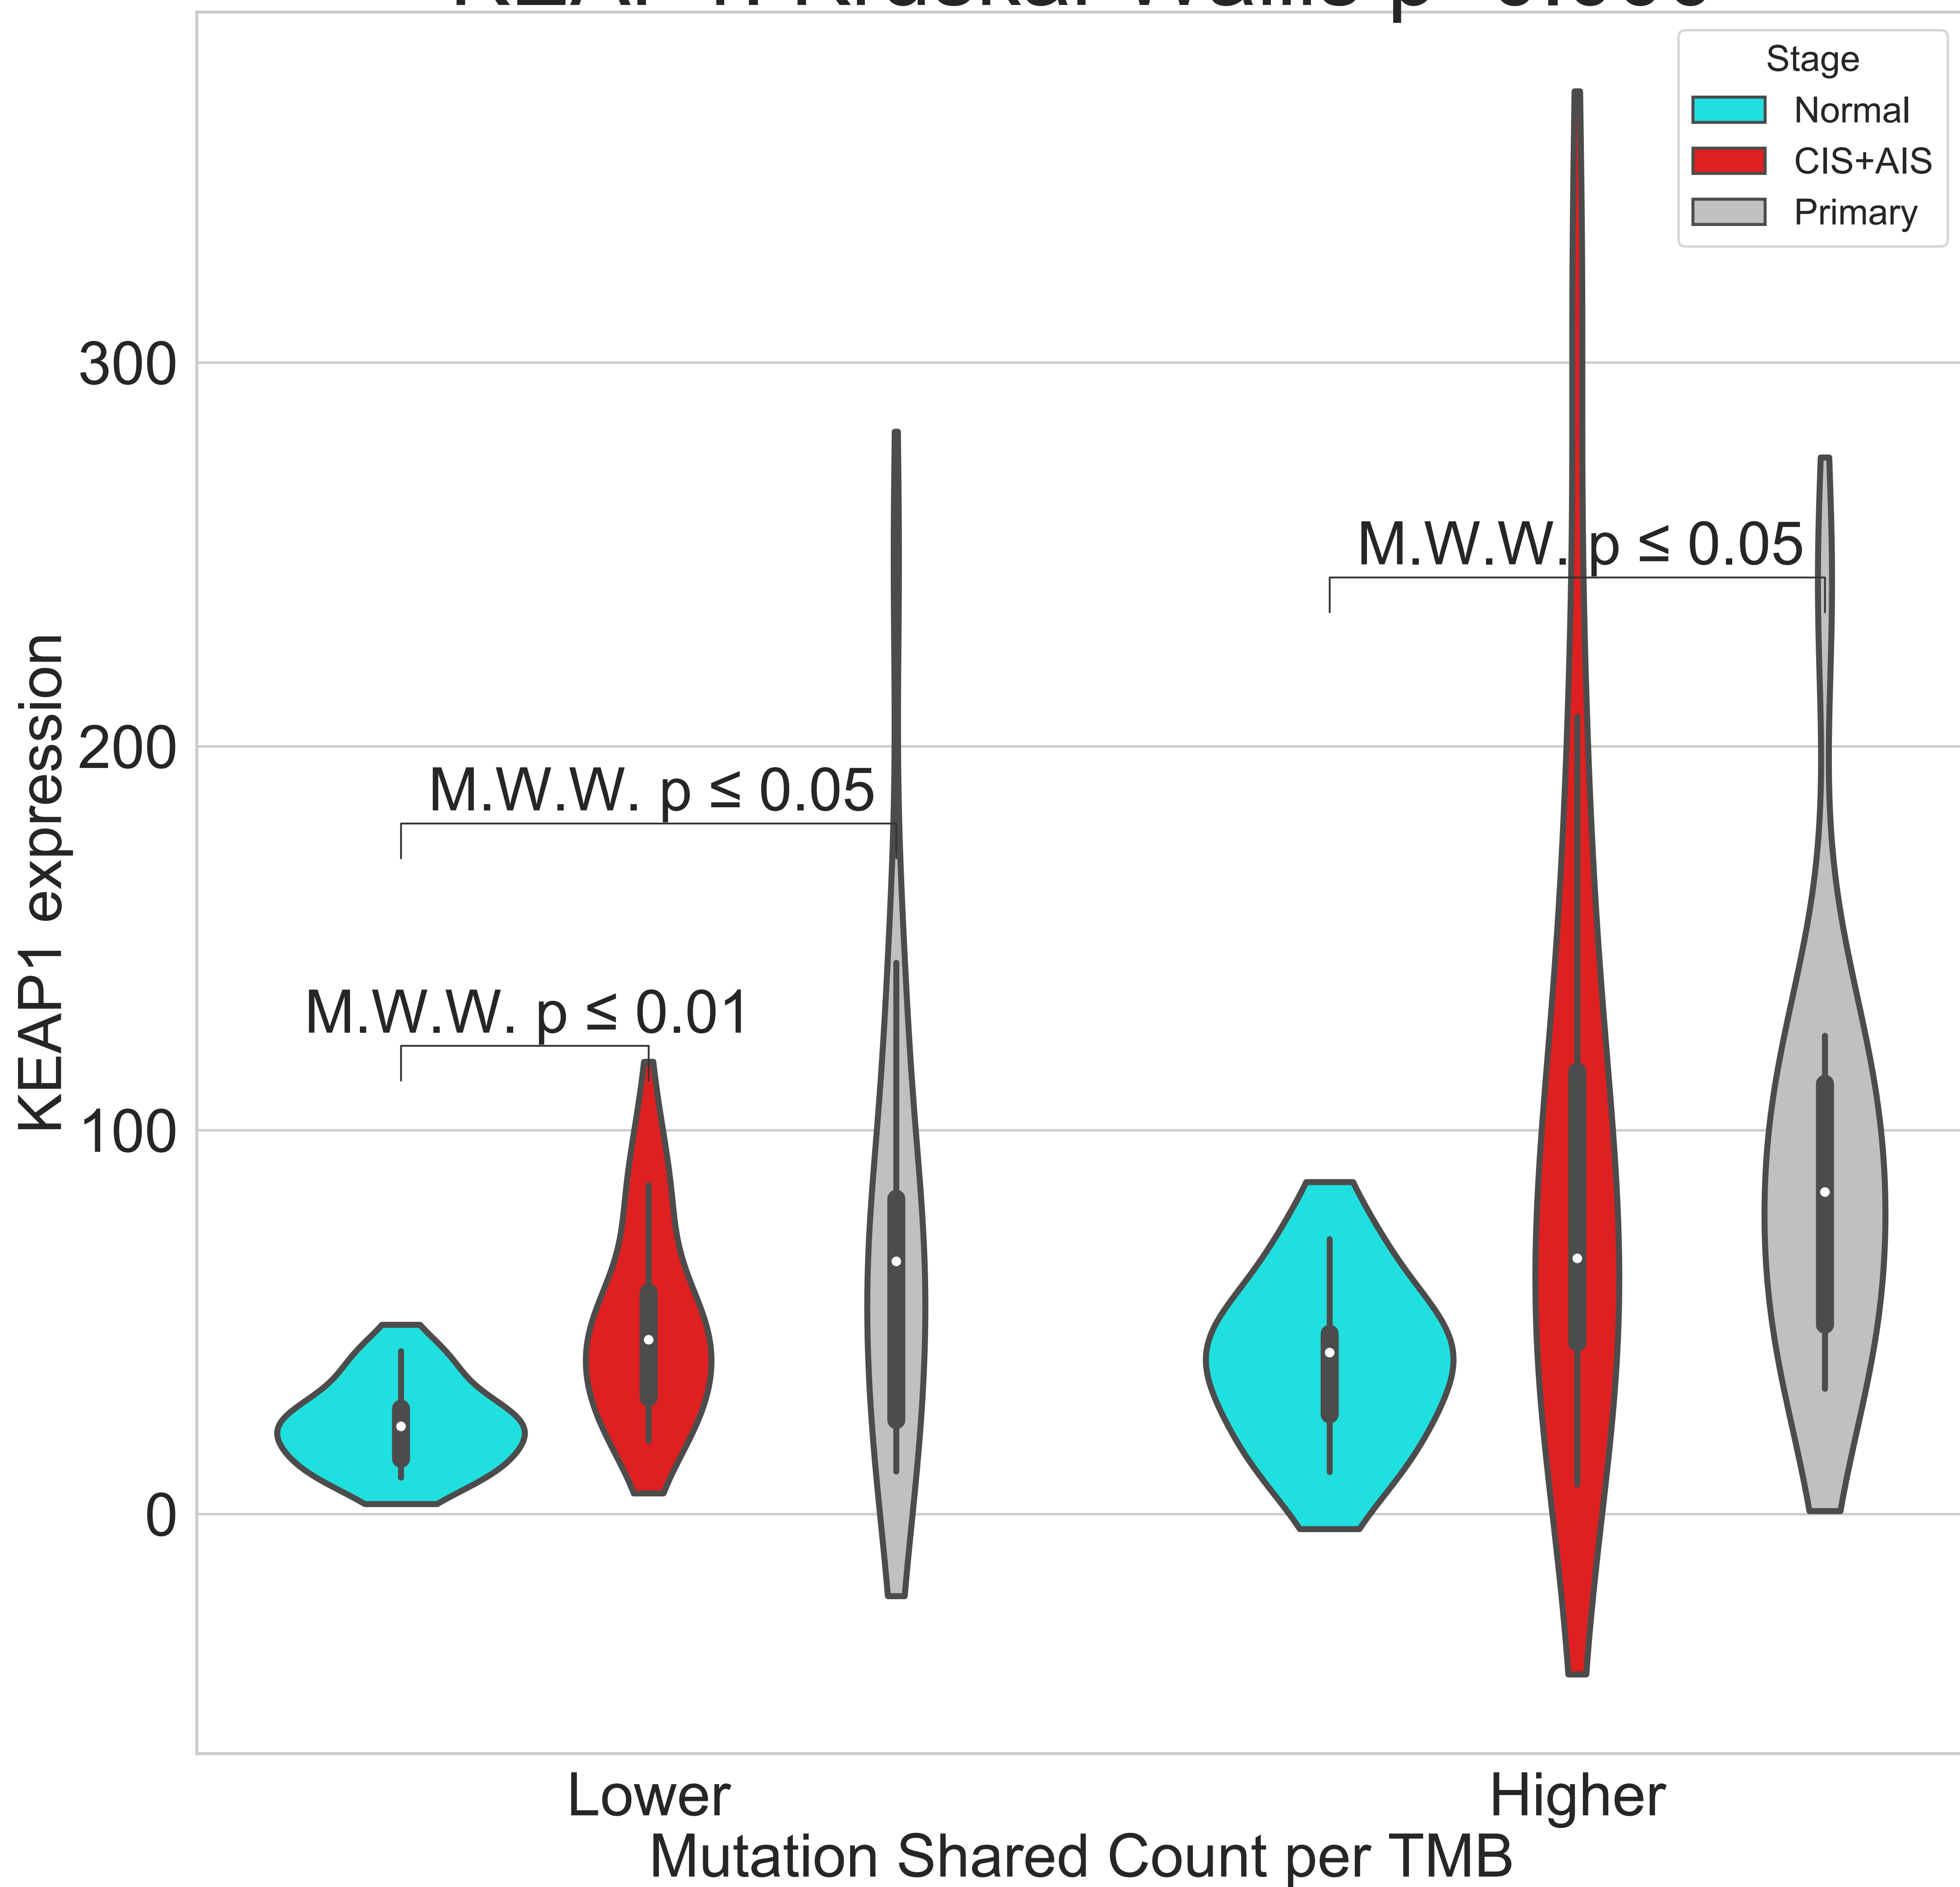 Stage
Normal
CIS+AIS
Primary
300
200
100
0
KEAP1 expression
M.W.W. p ≤ 0.05
M.W.W. p ≤ 0.05
M.W.W. p ≤ 0.01
Lower
Higher
Mutation Shared Count per TMB